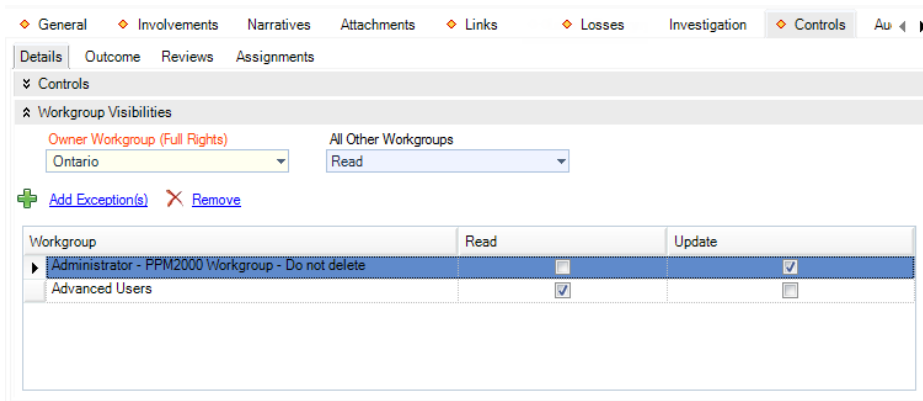 General Involvements Narratives Attachments Links Losses Investigation Controls Au
Details Outcome Reviews Assignments
Controls
Workgroup Visibilities
Owner Workgroup (Full Rights) All Other Workgroups
Ontario Read
Add Exception(s) Remove
Workgroup Read Update
Administrator - PPM2000 Workgroup - Do not delete
Advanced Users